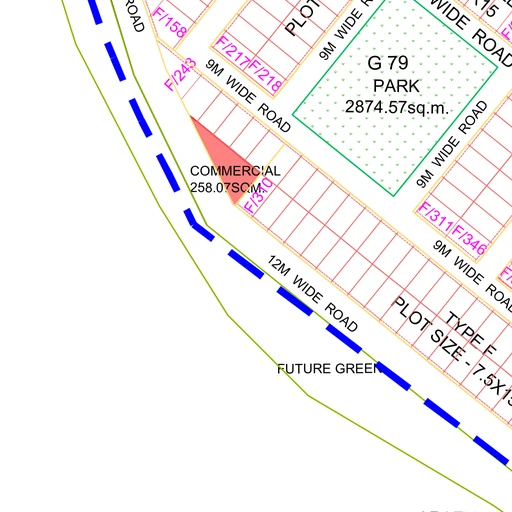 ROAD
F/158
F/217
F/218
PLOT
9M WIDE ROAD
X15
WIDE ROAD
F/243
9M WIDE ROAD
G 79
PARK
2874.57sq.m.
9M WIDE ROAD
COMMERCIAL
258.07SQ.M.
F/310
F/311
F/346
9M WIDE ROAD
12M WIDE ROAD
TYPE F
PLOT SIZE - 7.5X15
FUTURE GREEN